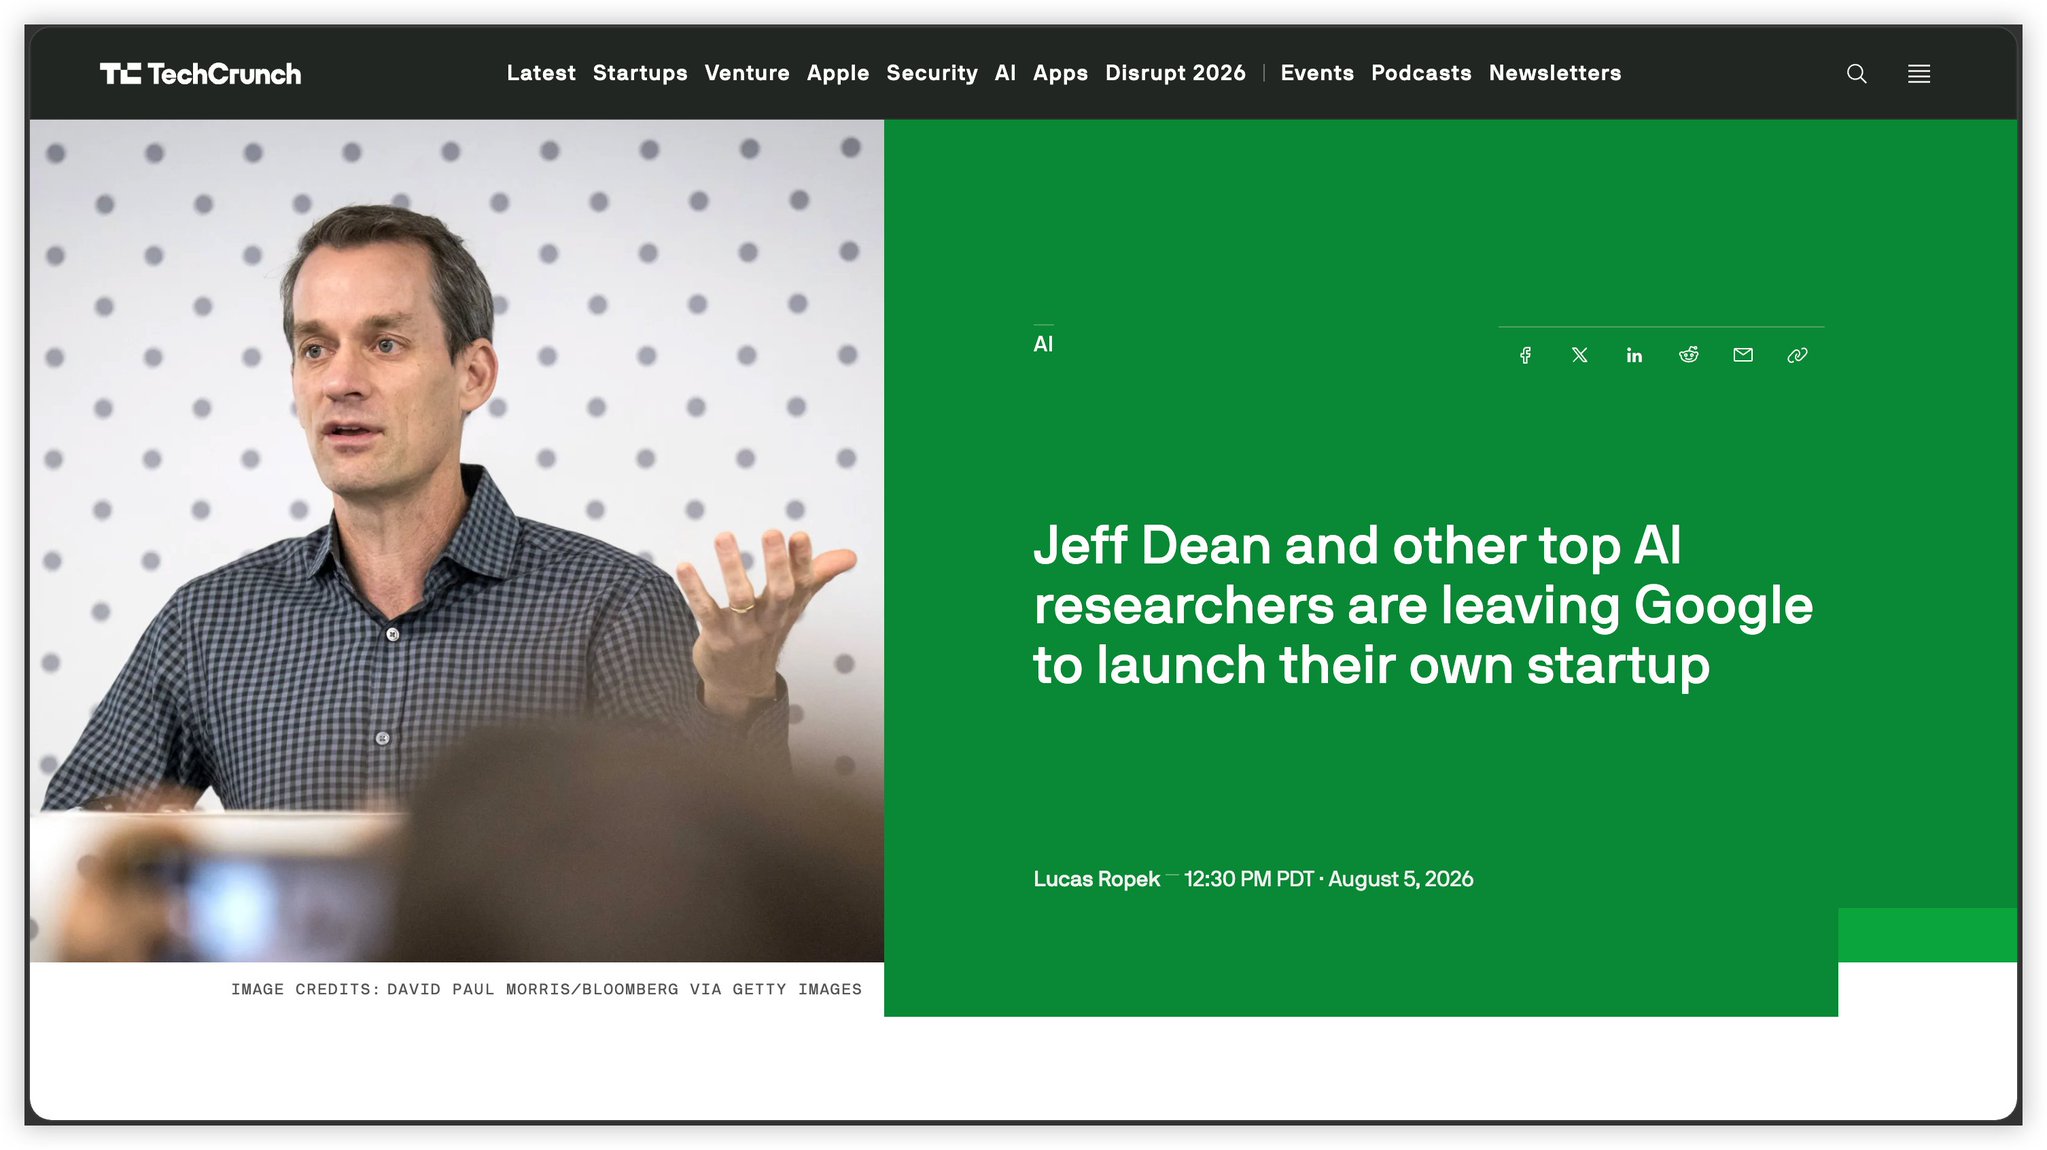 TechCrunch
Latest Startups Venture Apple Security AI Apps Disrupt 2026 | Events Podcasts Newsletters
AI
Jeff Dean and other top AI
researchers are leaving Google
to launch their own startup
Lucas Ropek — 12:30 PM PDT · August 5, 2026
IMAGE CREDITS: DAVID PAUL MORRIS/BLOOMBERG VIA GETTY IMAGES